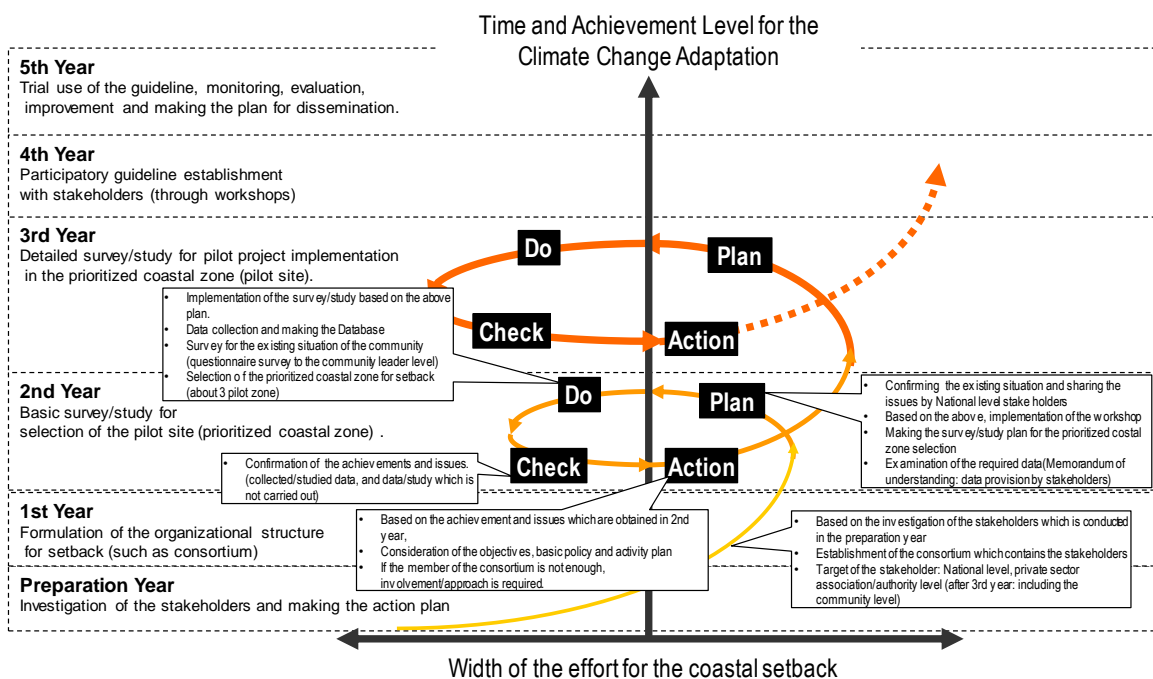 Time and Achievement Level for the
Climate Change Adaptation
5th Year
Trial use of the guideline, monitoring, evaluation,
improvement and making the plan for dissemination.
4th Year
Participatory guideline establishment
with stakeholders (through workshops)
3rd Year
Detailed survey/study for pilot project implementation
in the prioritized coastal zone (pilot site).
Do
Plan
Check
Action
• Implementation of the survey/study based on the above
plan.
• Data collection and making the Database
• Survey for the existing situation of the community
(questionnaire survey to the community leader level)
• Selection of the prioritized coastal zone for setback
(about 3 pilot zone)
2nd Year
Basic survey/study for
selection of the pilot site (prioritized coastal zone) .
Do
Plan
Check
Action
• Confirming the existing situation and sharing the
issues by National level stake holders
• Based on the above, implementation of the workshop
• Making the survey/study plan for the prioritized costal
zone selection
• Examination of the required data(Memorandum of
understanding: data provision by stakeholders)
• Confirmation of the achievements and issues.
(collected/studied data, and data/study which is
not carried out)
1st Year
Formulation of the organizational structure
for setback (such as consortium)
• Based on the achievement and issues which are obtained in 2nd
year,
• Consideration of the objectives, basic policy and activity plan
• If the member of the consortium is not enough,
involvement/approach is required.
• Based on the investigation of the stakeholders which is conducted
in the preparation year
• Establishment of the consortium which contains the stakeholders
• Target of the stakeholder: National level, private sector
association/authority level (after 3rd year: including the
community level)
Preparation Year
Investigation of the stakeholders and making the action plan
Width of the effort for the coastal setback